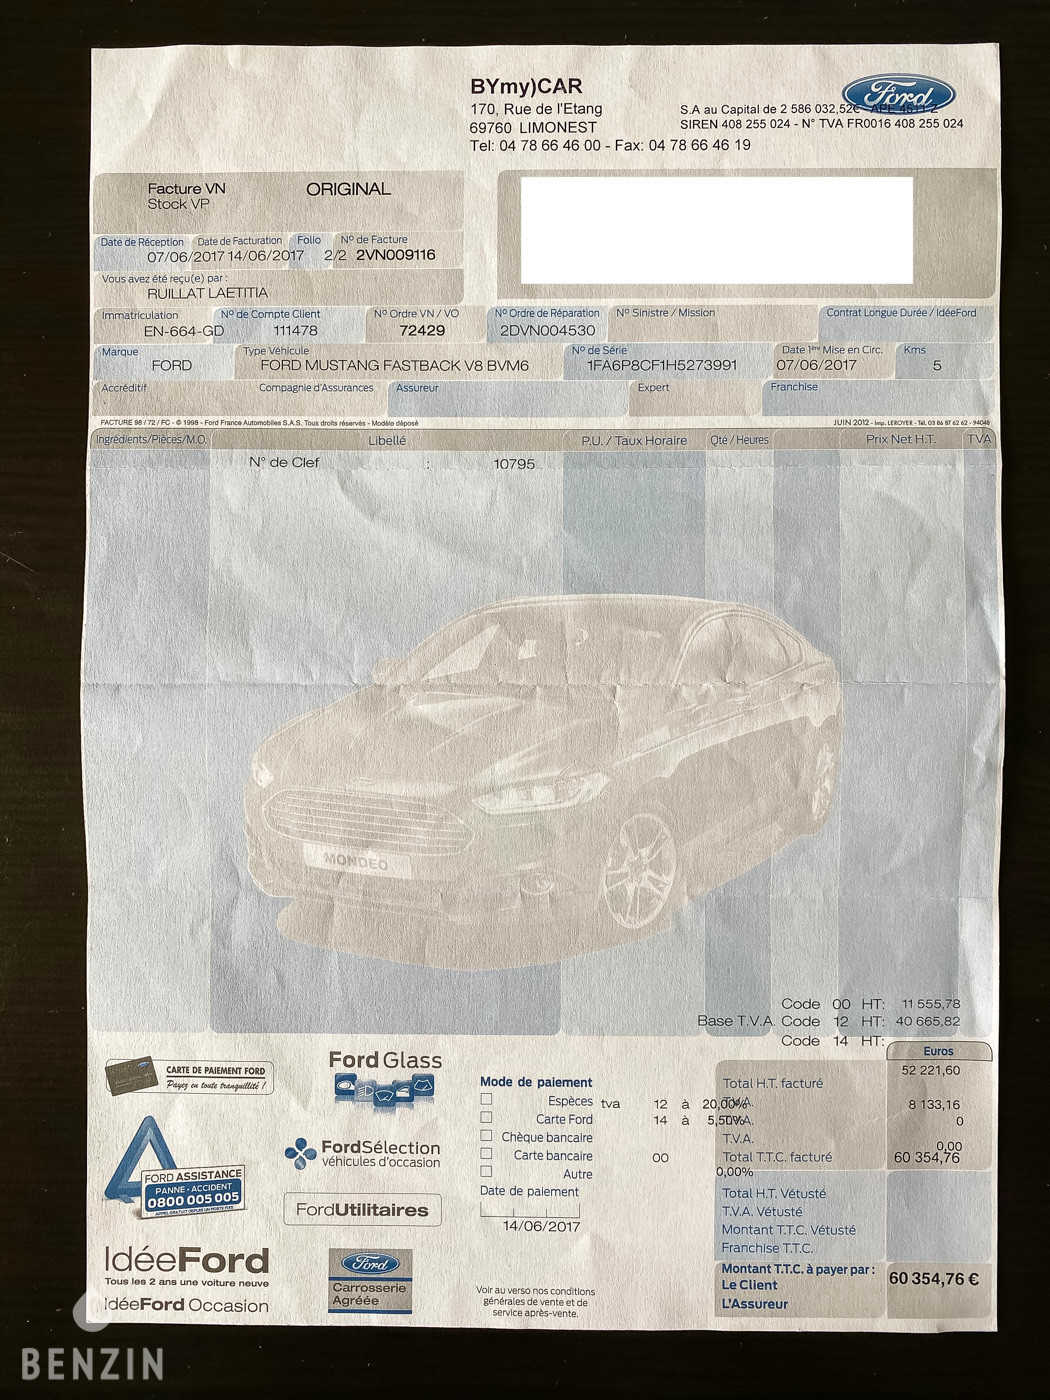 BYmy)CAR
170, Rue de l'Etang
69760 LIMONEST
Tel: 04 78 66 46 00 - Fax: 04 78 66 46 19
Ford
S.A au Capital de 2 586 032,52€ - APE 4511 Z
SIREN 408 255 024 - N° TVA FR0016 408 255 024
Facture VN ORIGINAL
Stock VP
Date de Réception Date de Facturation Folio Nº de Facture
07/06/2017 14/06/2017 2/2 2VN009116
Vous avez été reçu(e) par :
RUILLAT LAETITIA
Immatriculation Nº de Compte Client Nº Ordre VN / VO Nº Ordre de Réparation Nº Sinistre / Mission Contrat Longue Durée / IdéeFord
EN-664-GD 111478 72429 2DVN004530
Marque Type Véhicule Nº de Série Date 1ère Mise en Circ. Kms
FORD FORD MUSTANG FASTBACK V8 BVM6 1FA6P8CF1H5273991 07/06/2017 5
Accréditif Compagnie d'Assurances Assureur Expert Franchise
FACTURE 98 / 72 / FC - © 1998 - Ford France Automobiles S.A.S. Tous droits réservés - Modèle déposé JUIN 2012 - Imp. LEROYER - Tél. 03 86 87 62 62 - 94048
Ingrédients/Pièces/M.O. Libellé P.U. / Taux Horaire Qté / Heures Prix Net H.T. TVA
N° de Clef : 10795
MONDEO
Code 00 HT: 11 555,78
Base T.V.A. Code 12 HT: 40 665,82
Code 14 HT:
Euros
CARTE DE PAIEMENT FORD
Payez en toute tranquillité !
Ford Glass
FORD ASSISTANCE
PANNE - ACCIDENT
0800 005 005
APPEL GRATUIT DEPUIS UN POSTE FIXE
FordSélection
véhicules d'occasion
FordUtilitaires
IdéeFord
Tous les 2 ans une voiture neuve
IdéeFord Occasion
Ford
Carrosserie
Agréée
Mode de paiement
Espèces
Carte Ford
Chèque bancaire
Carte bancaire
Autre
Date de paiement
14/06/2017
Voir au verso nos conditions
générales de vente et de
service après-vente.
tva 12 à 20,00%
14 à 5,50%
00 0,00%
Total H.T. facturé 52 221,60
T.V.A. 8 133,16
T.V.A. 0
T.V.A. 0,00
Total T.T.C. facturé 60 354,76
Total H.T. Vétusté
T.V.A. Vétusté
Montant T.T.C. Vétusté
Franchise T.T.C.
Montant T.T.C. à payer par :
Le Client 60 354,76 €
L'Assureur
BENZIN